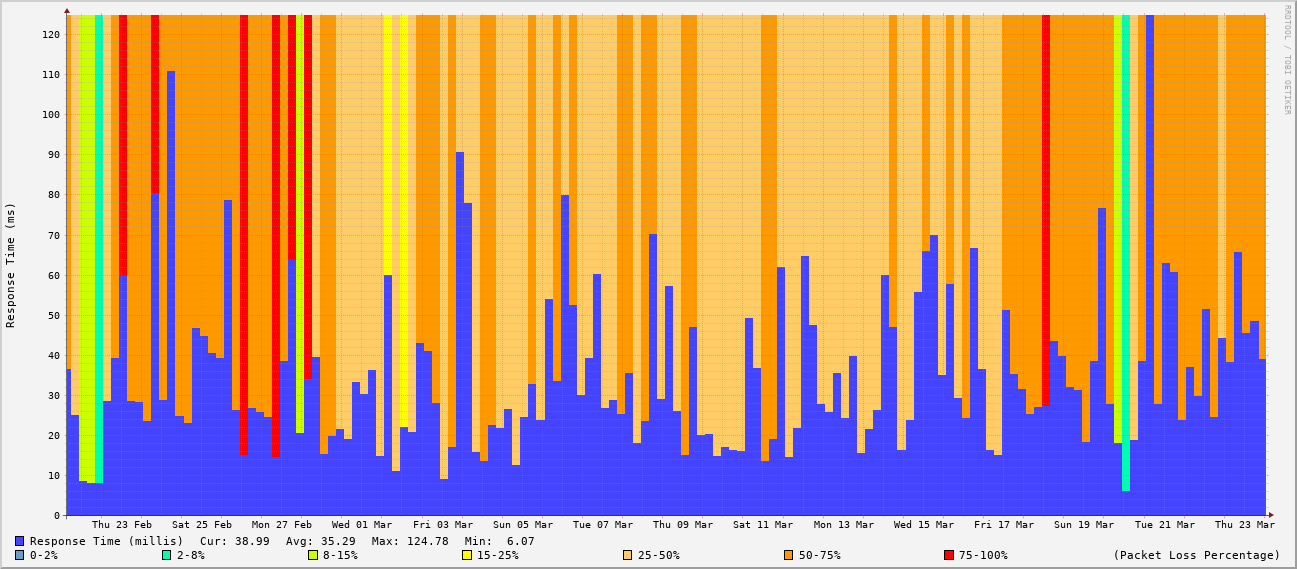 RRDTOOL / TOBI OETIKER
Response Time (ms)
120
110
100
90
80
70
60
50
40
30
20
10
0
Thu 23 Feb Sat 25 Feb Mon 27 Feb Wed 01 Mar Fri 03 Mar Sun 05 Mar Tue 07 Mar Thu 09 Mar Sat 11 Mar Mon 13 Mar Wed 15 Mar Fri 17 Mar Sun 19 Mar Tue 21 Mar Thu 23 Mar
Response Time (millis) Cur: 38.99 Avg: 35.29 Max: 124.78 Min: 6.07
0-2% 2-8% 8-15% 15-25% 25-50% 50-75% 75-100% (Packet Loss Percentage)